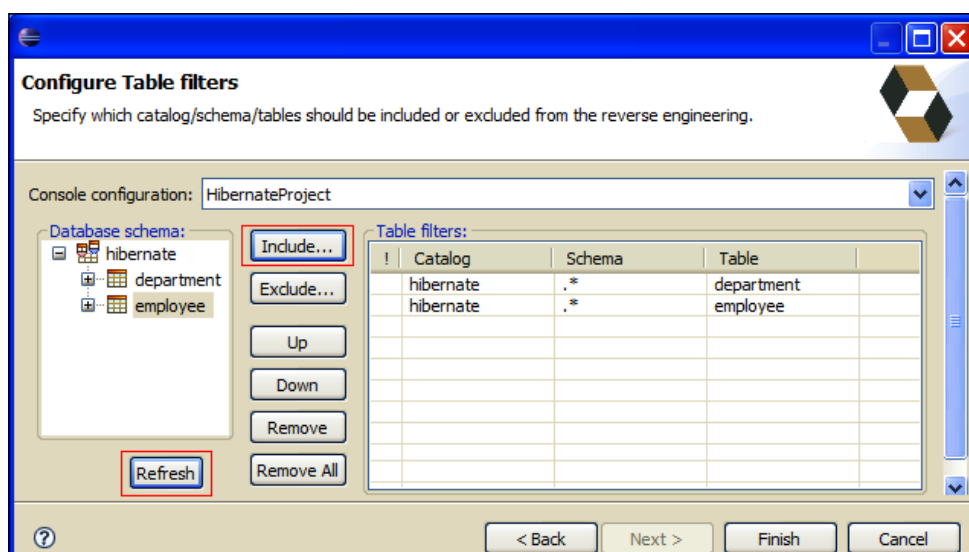 Configure Table filters
Specify which catalog/schema/tables should be included or excluded from the reverse engineering.
Console configuration: HibernateProject
Database schema:
hibernate
department
employee
Include...
Exclude...
Up
Down
Remove
Remove All
Refresh
Table filters:
! Catalog Schema Table
hibernate .* department
hibernate .* employee
?
< Back Next > Finish Cancel